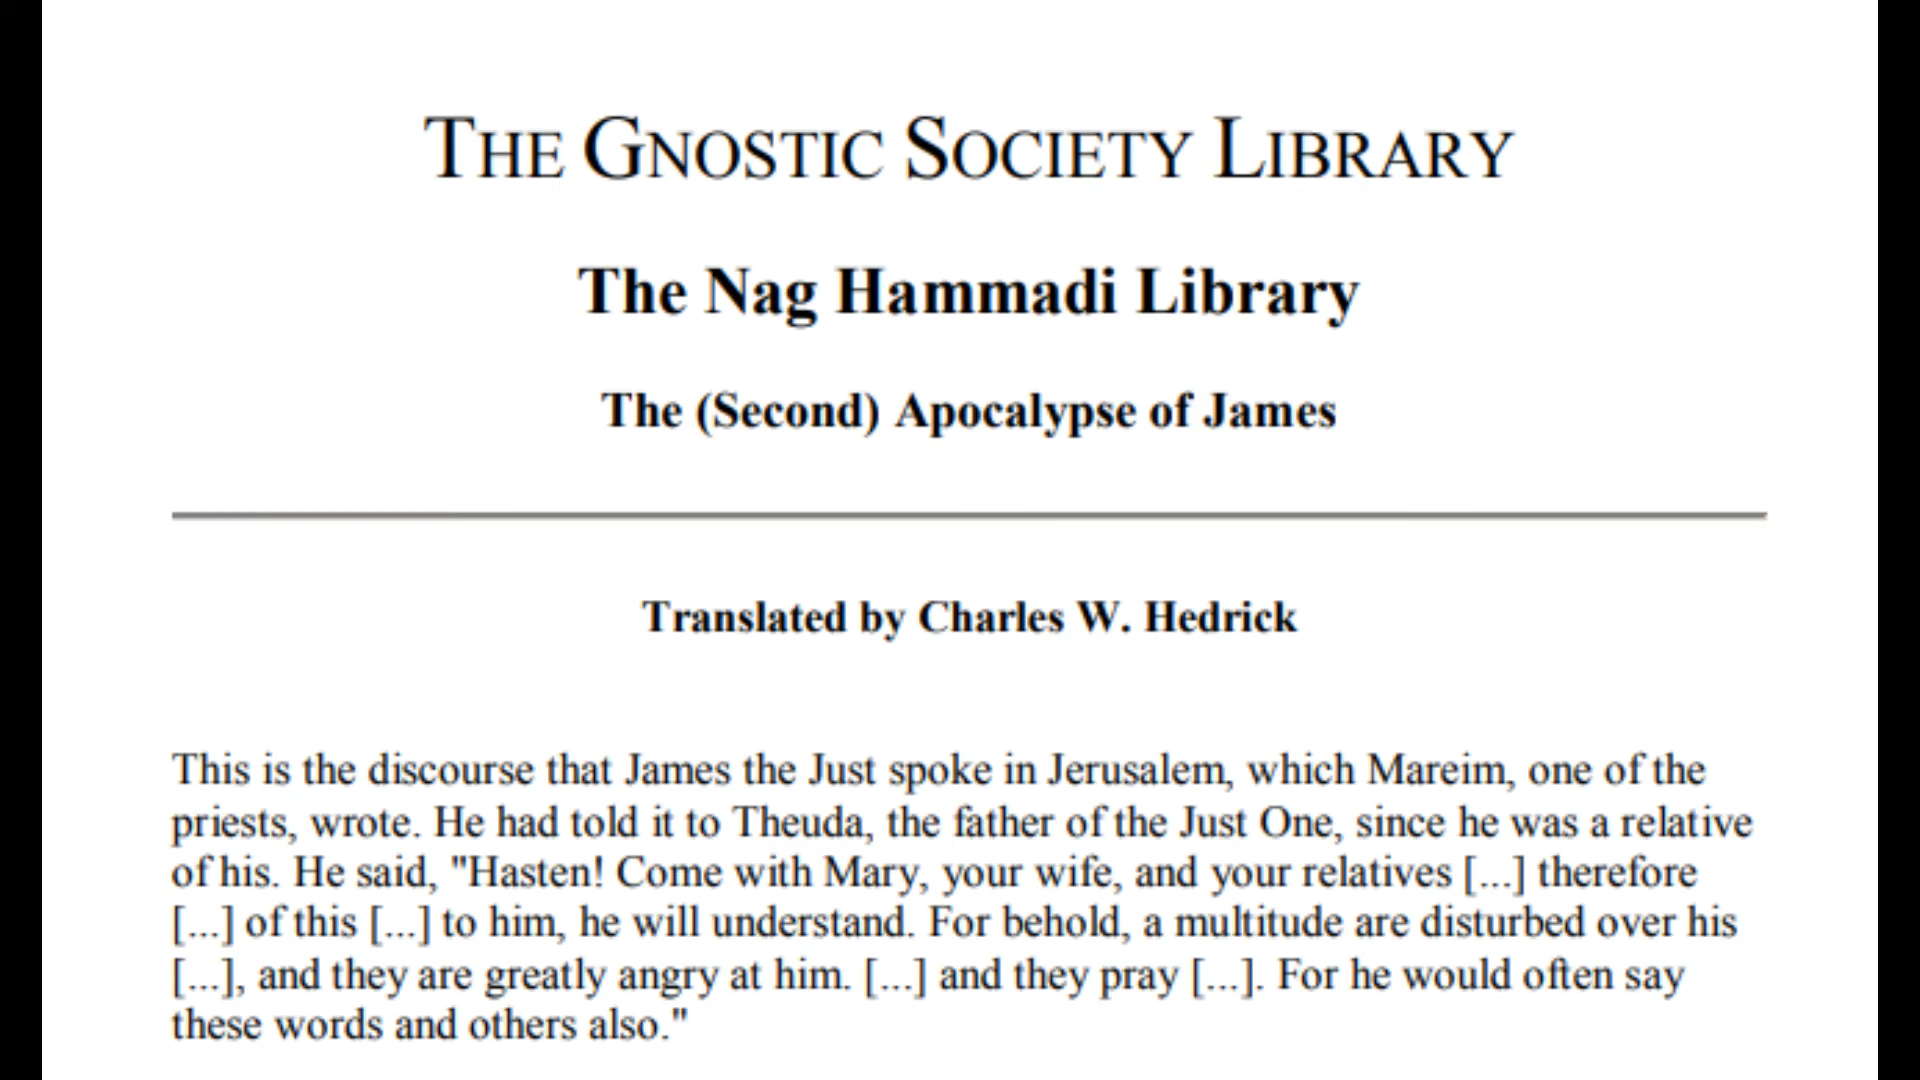 THE GNOSTIC SOCIETY LIBRARY
The Nag Hammadi Library
The (Second) Apocalypse of James
Translated by Charles W. Hedrick
This is the discourse that James the Just spoke in Jerusalem, which Mareim, one of the
priests, wrote. He had told it to Theuda, the father of the Just One, since he was a relative
of his. He said, "Hasten! Come with Mary, your wife, and your relatives [...] therefore
[...] of this [...] to him, he will understand. For behold, a multitude are disturbed over his
[...], and they are greatly angry at him. [...] and they pray [...]. For he would often say
these words and others also."